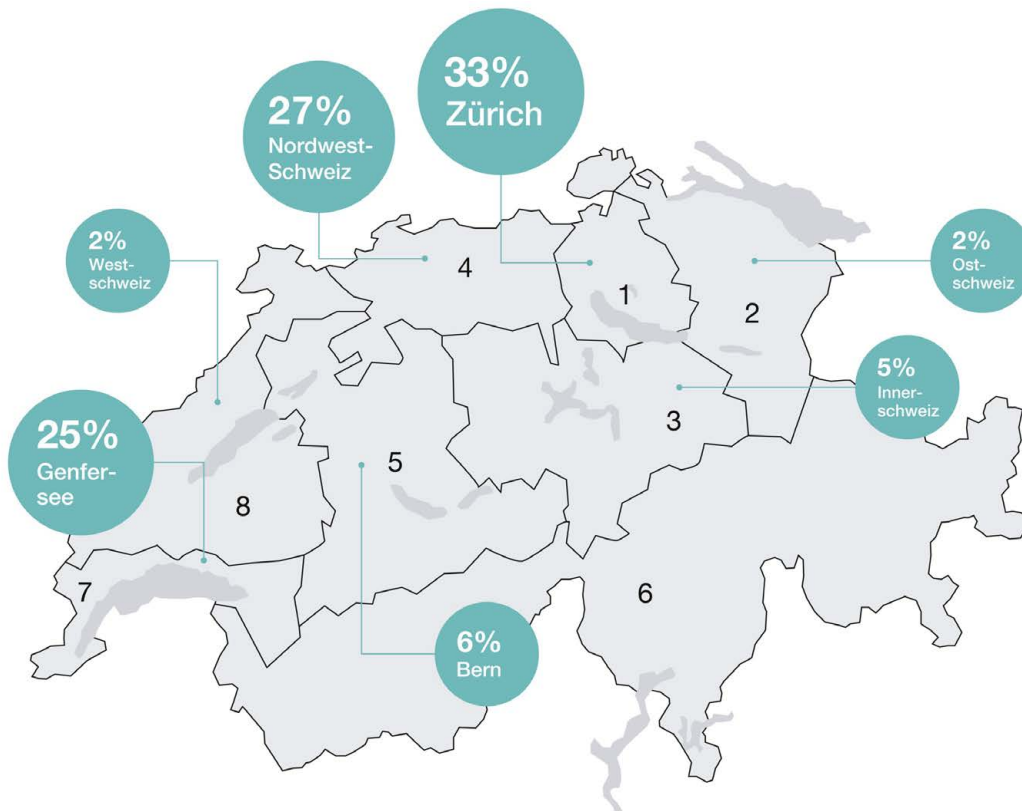 33%
Zürich
27%
Nordwest-
Schweiz
2%
West-
schweiz
2%
Ost-
schweiz
4
1
2
5%
Inner-
schweiz
25%
Genfer-
see
3
5
8
7
6
6%
Bern